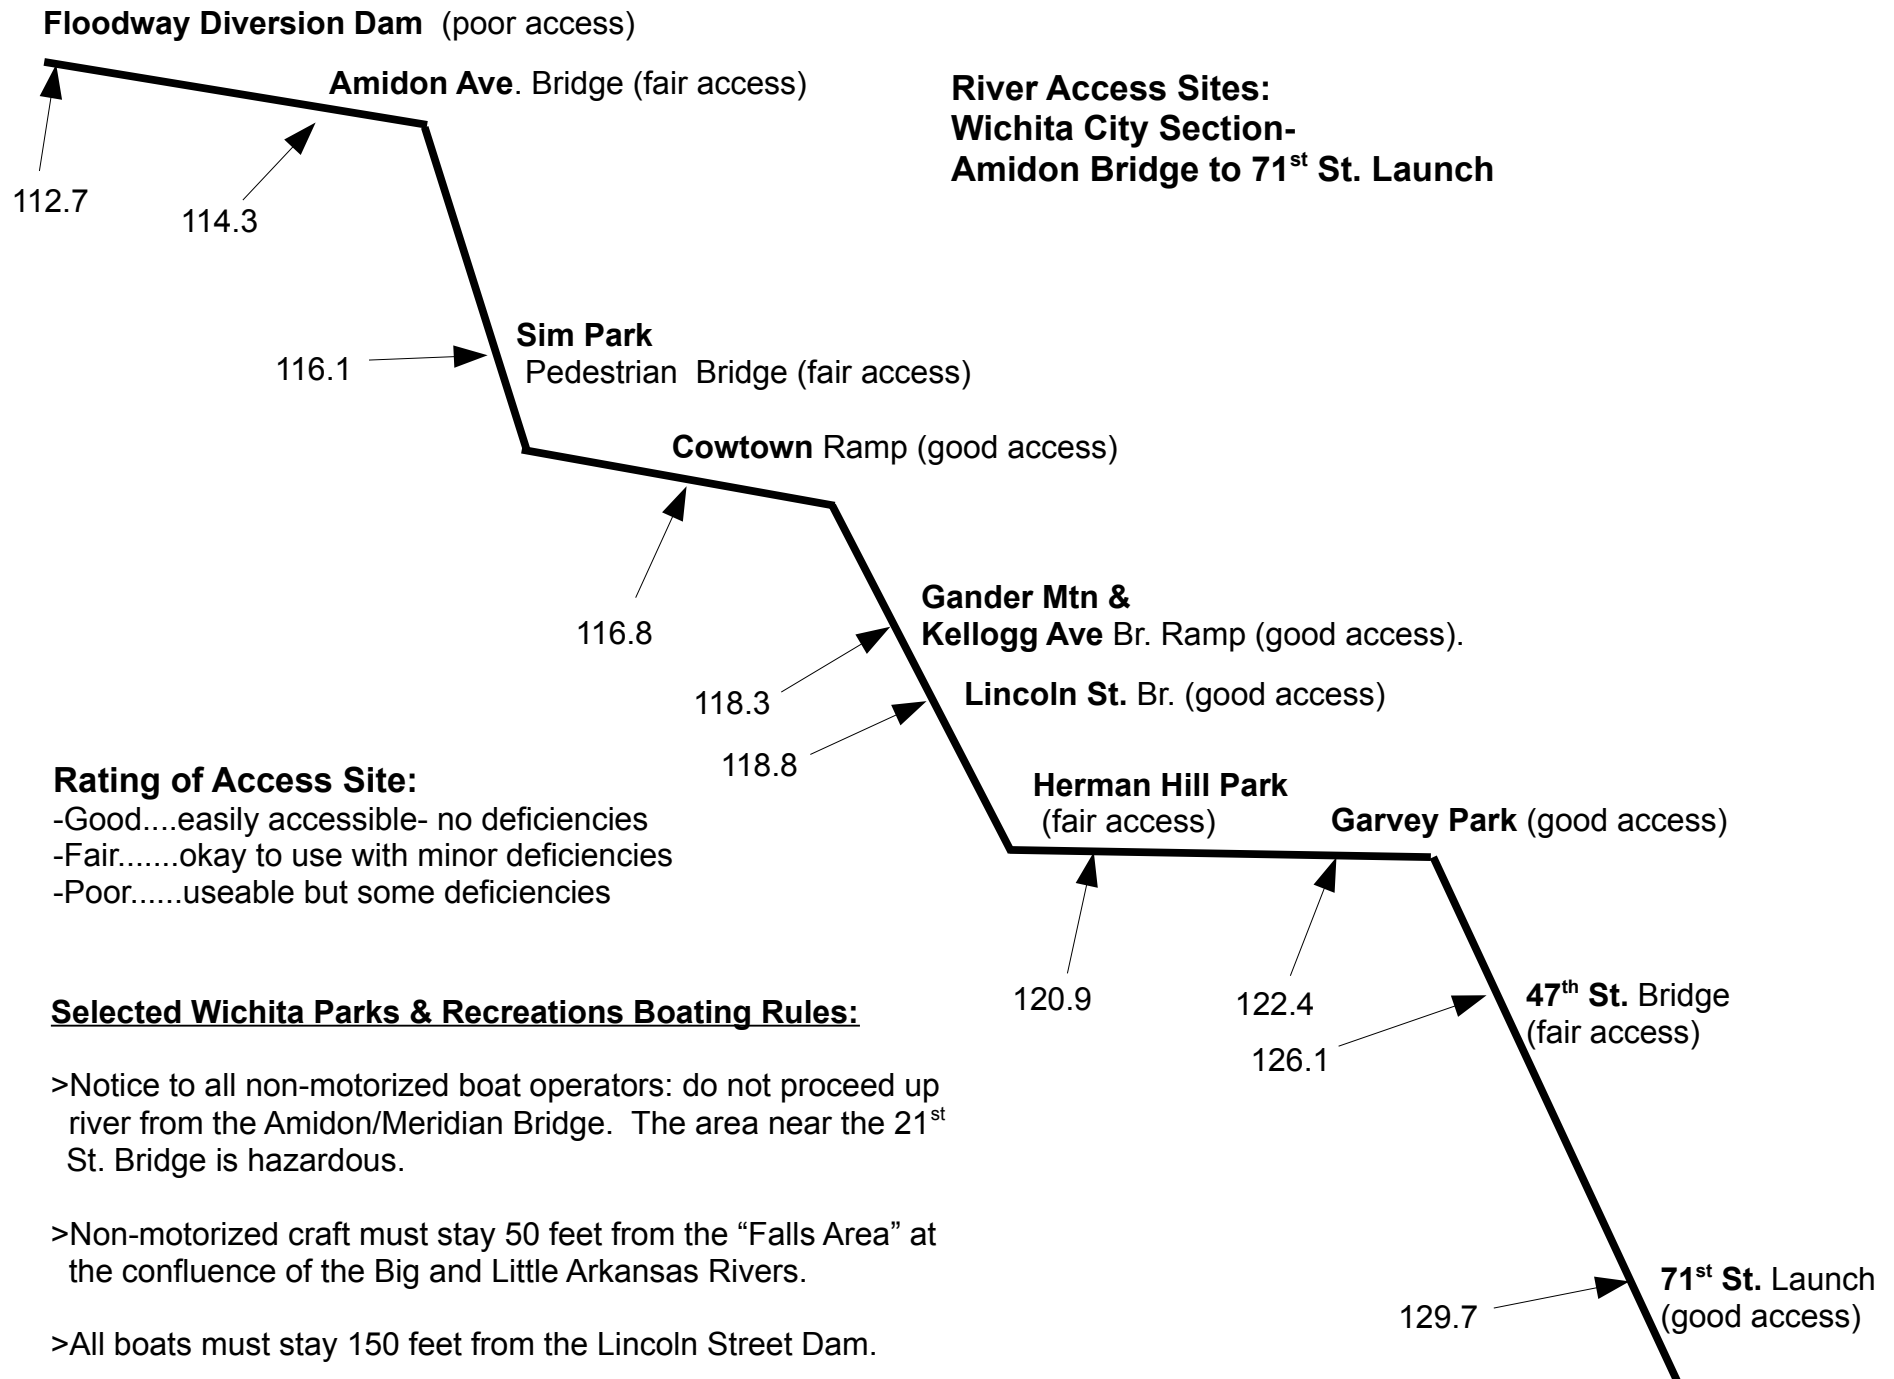 Floodway Diversion Dam (poor access)
Amidon Ave. Bridge (fair access)
River Access Sites:
Wichita City Section-
Amidon Bridge to 71st St. Launch
112.7
114.3
Sim Park
Pedestrian Bridge (fair access)
116.1
Cowtown Ramp (good access)
116.8
Gander Mtn &
Kellogg Ave Br. Ramp (good access).
118.3
Lincoln St. Br. (good access)
118.8
Rating of Access Site:
-Good....easily accessible- no deficiencies
-Fair.......okay to use with minor deficiencies
-Poor......useable but some deficiencies
Herman Hill Park
(fair access)
Garvey Park (good access)
120.9
122.4
47th St. Bridge
(fair access)
126.1
Selected Wichita Parks & Recreations Boating Rules:
>Notice to all non-motorized boat operators: do not proceed up
river from the Amidon/Meridian Bridge. The area near the 21st
St. Bridge is hazardous.
>Non-motorized craft must stay 50 feet from the “Falls Area” at
the confluence of the Big and Little Arkansas Rivers.
>All boats must stay 150 feet from the Lincoln Street Dam.
71st St. Launch
(good access)
129.7